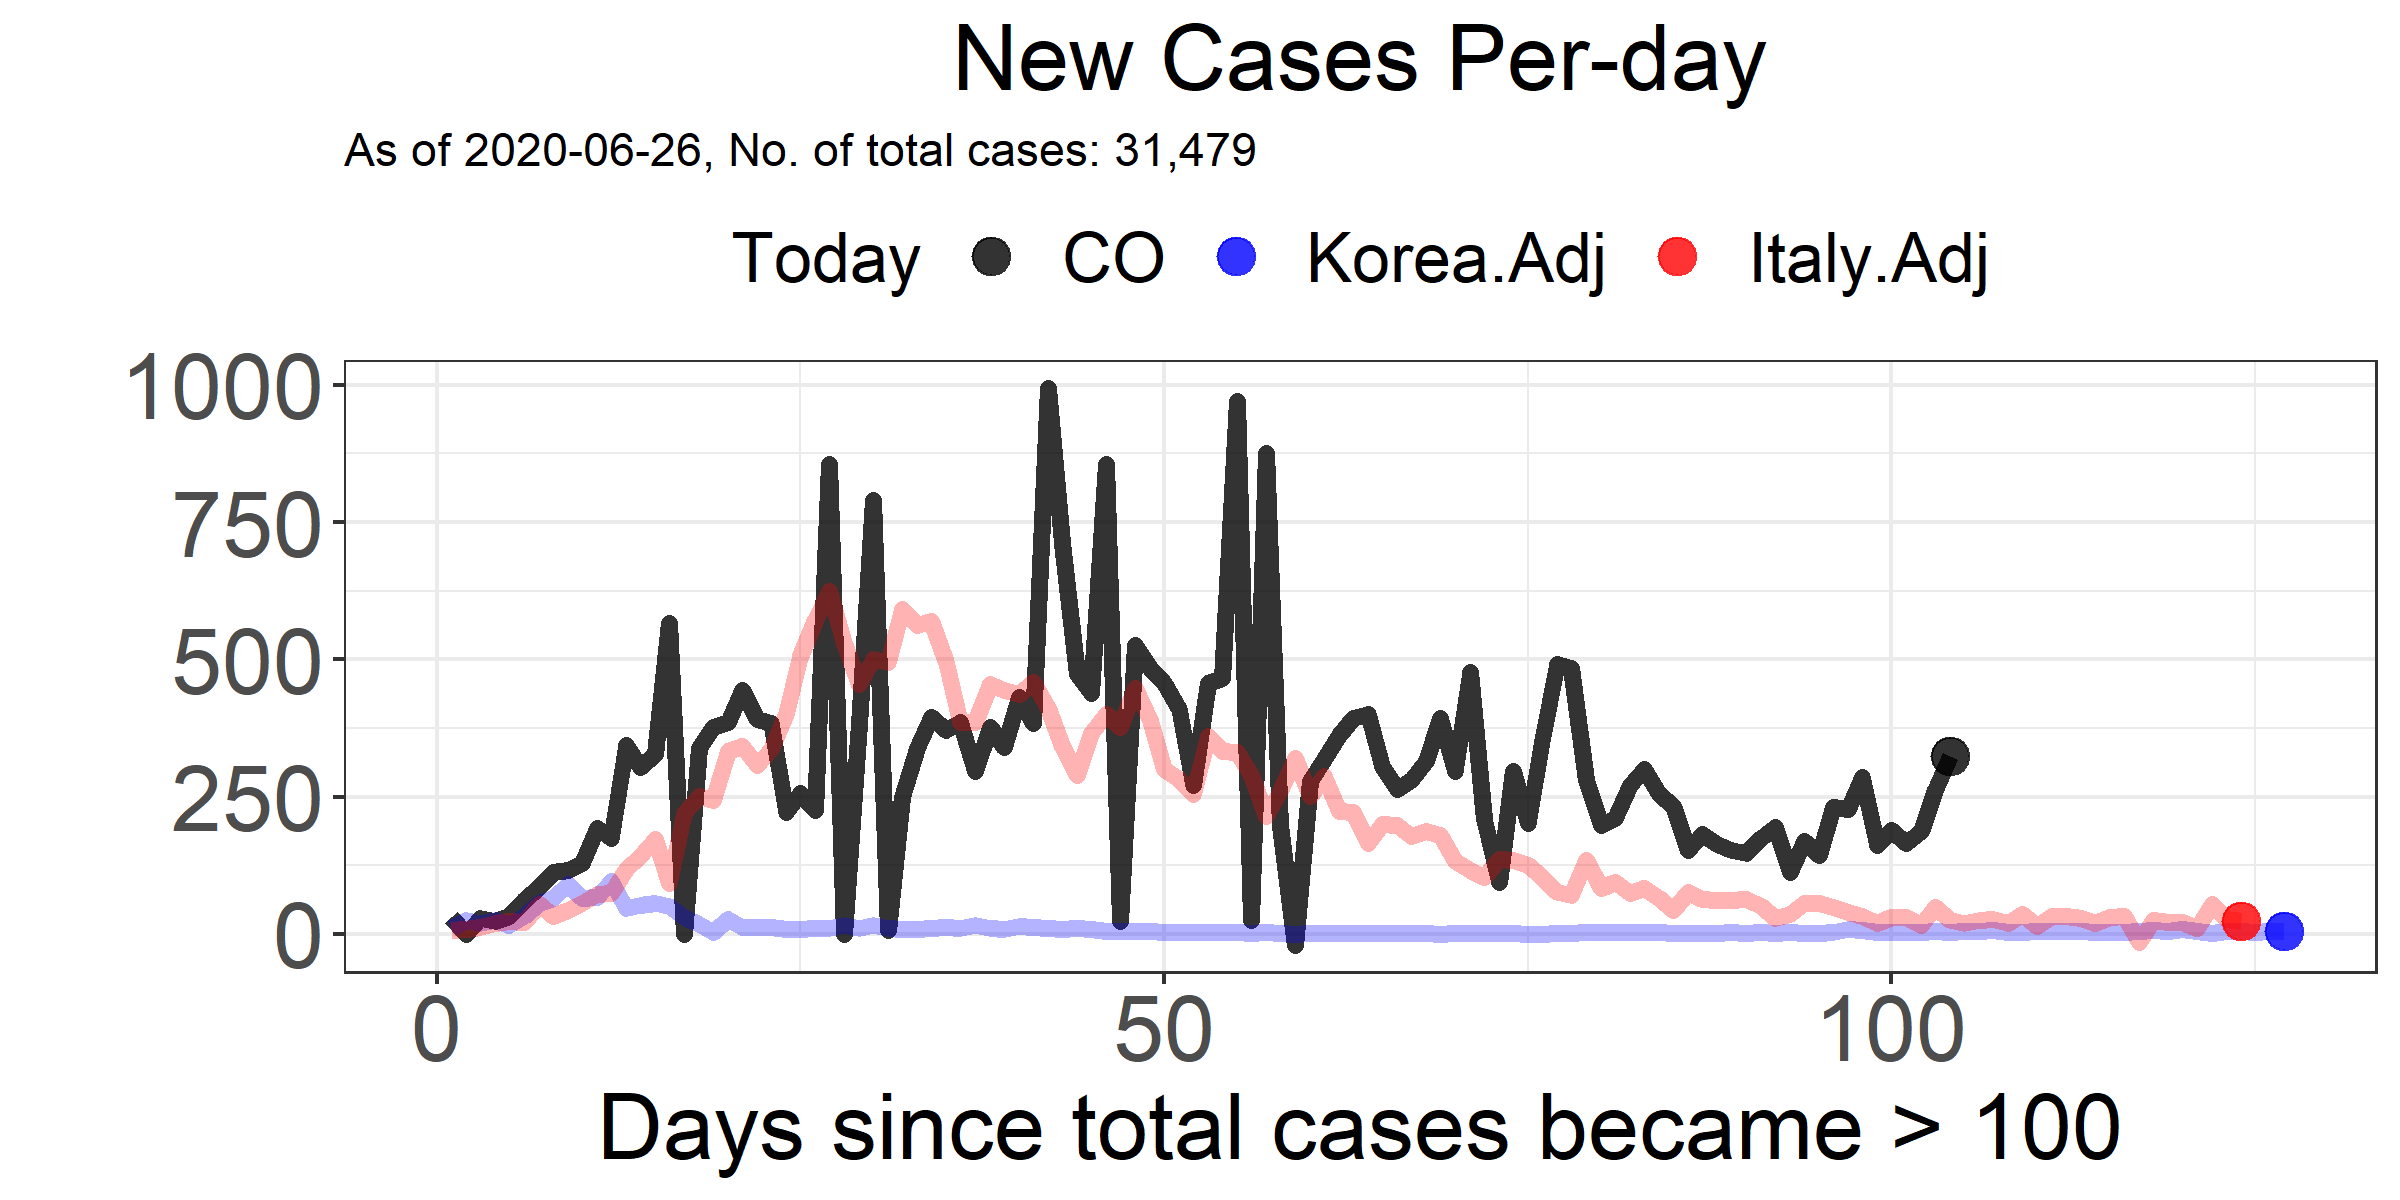 New Cases Per-day
As of 2020-06-26, No. of total cases: 31,479
Today CO Korea.Adj Italy.Adj
1000
750
500
250
0
0 50 100
Days since total cases became > 100